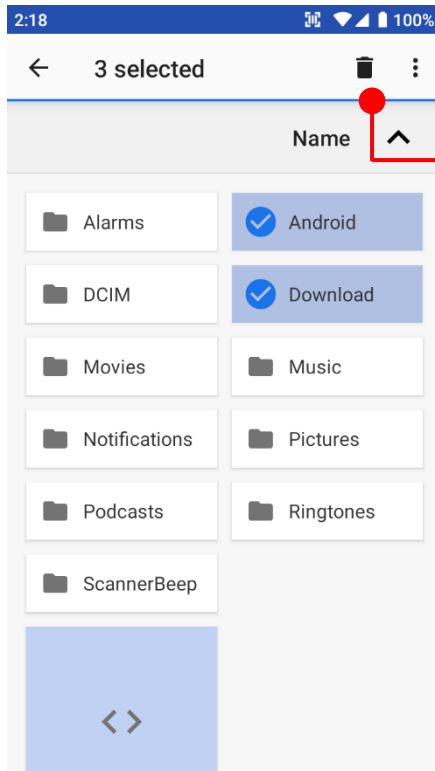 2:18 100%
3 selected
Name
Alarms Android
DCIM Download
Movies Music
Notifications Pictures
Podcasts Ringtones
ScannerBeep